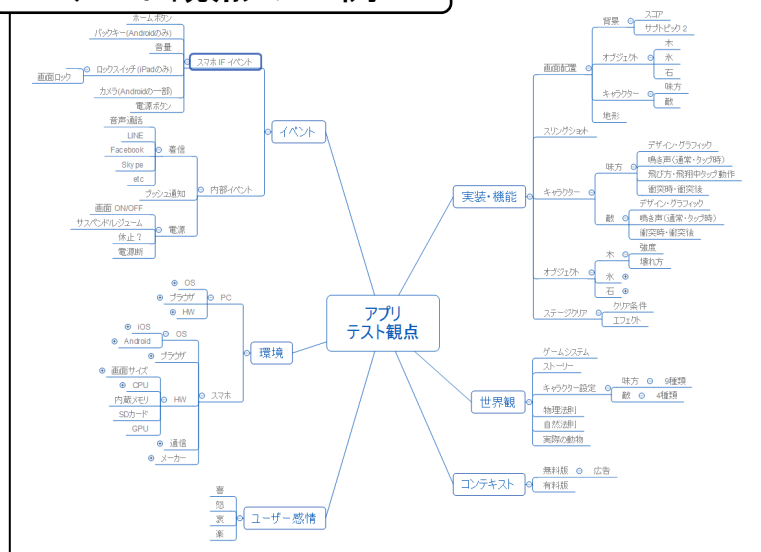 ホームボタン
バックキー(Androidのみ)
音量
スマホIFイベント
ロックスイッチ(iPadのみ)
画面ロック
カメラ(Androidの一部)
電源ボタン
イベント
音声通話
LINE
Facebook
着信
Skype
etc
プッシュ通知
内部イベント
画面 ON/OFF
サスペンド/レジューム
電源
休止?
電源断
OS
ブラウザ
PC
HW
環境
iOS
OS
Android
ブラウザ
画面サイズ
スマホ
CPU
内蔵メモリ
HW
SDカード
GPU
通信
メーカー
喜
怒
哀
楽
ユーザー感情
アプリ
テスト観点
実装・機能
画面配置
背景
スコア
サブトピック 2
オブジェクト
木
氷
石
キャラクター
味方
敵
地形
スリングショット
キャラクター
味方
デザイン・グラフィック
鳴き声(通常・タップ時)
飛び方・飛翔中タップ動作
衝突時・衝突後
敵
デザイン・グラフィック
鳴き声(通常・タップ時)
衝突時・衝突後
オブジェクト
木
強度
壊れ方
氷
石
ステージクリア
クリア条件
エフェクト
世界観
ゲームシステム
ストーリー
キャラクター設定
味方
9種類
敵
4種類
物理法則
自然法則
実際の動物
コンテキスト
無料版
広告
有料版